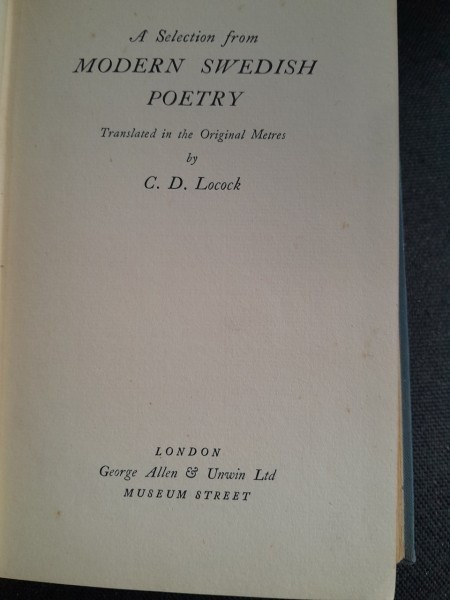 A Selection from
MODERN SWEDISH
POETRY
Translated in the Original Metres
by
C. D. Locock
LONDON
George Allen & Unwin Ltd
MUSEUM STREET